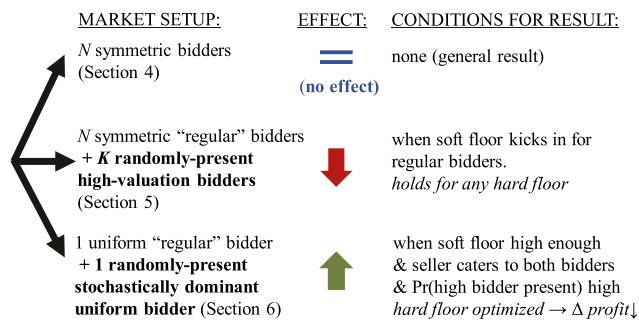 MARKET SETUP: EFFECT: CONDITIONS FOR RESULT:
N symmetric bidders
(Section 4)
=
(no effect)
none (general result)
N symmetric “regular” bidders
+ K randomly-present
high-valuation bidders
(Section 5)
when soft floor kicks in for
regular bidders.
holds for any hard floor
1 uniform “regular” bidder
+ 1 randomly-present
stochastically dominant
uniform bidder (Section 6)
when soft floor high enough
& seller caters to both bidders
& Pr(high bidder present) high
hard floor optimized → Δ profit↓